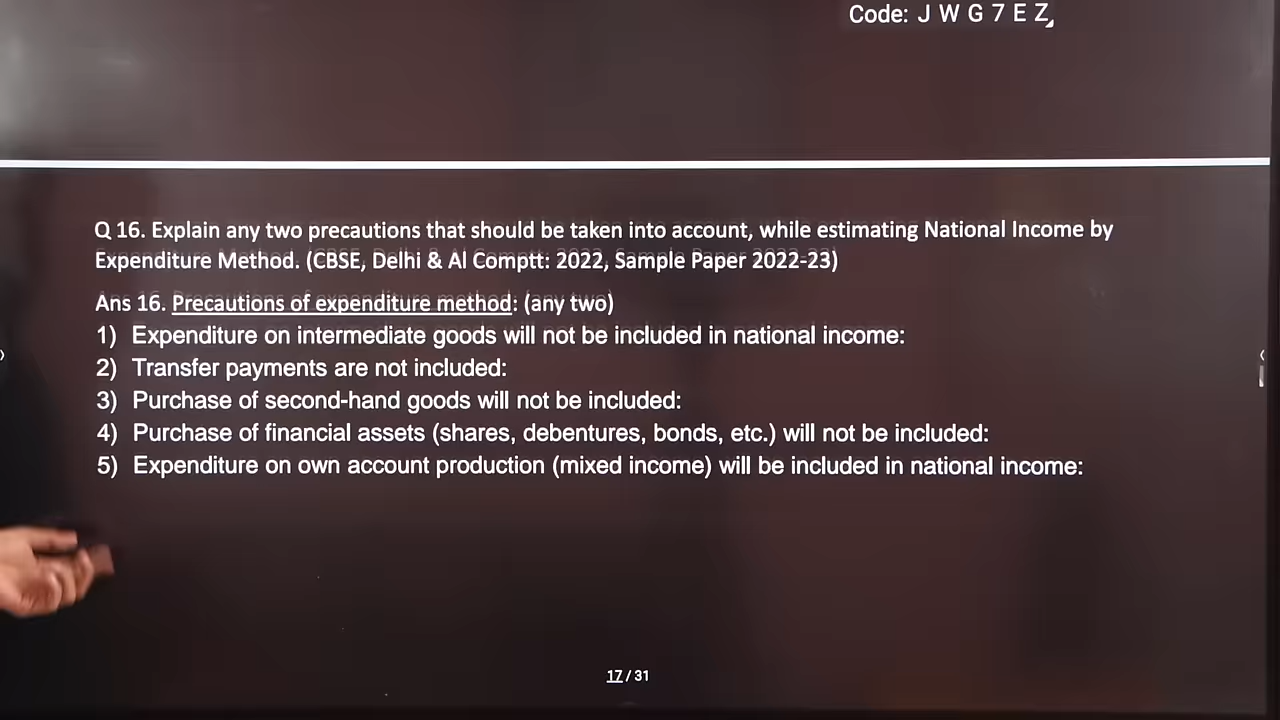 Code: J W G 7 E Z
Q 16. Explain any two precautions that should be taken into account, while estimating National Income by
Expenditure Method. (CBSE, Delhi & Al Comptt: 2022, Sample Paper 2022-23)
Ans 16. Precautions of expenditure method: (any two)
1) Expenditure on intermediate goods will not be included in national income:
2) Transfer payments are not included:
3) Purchase of second-hand goods will not be included:
4) Purchase of financial assets (shares, debentures, bonds, etc.) will not be included:
5) Expenditure on own account production (mixed income) will be included in national income:
17 / 31